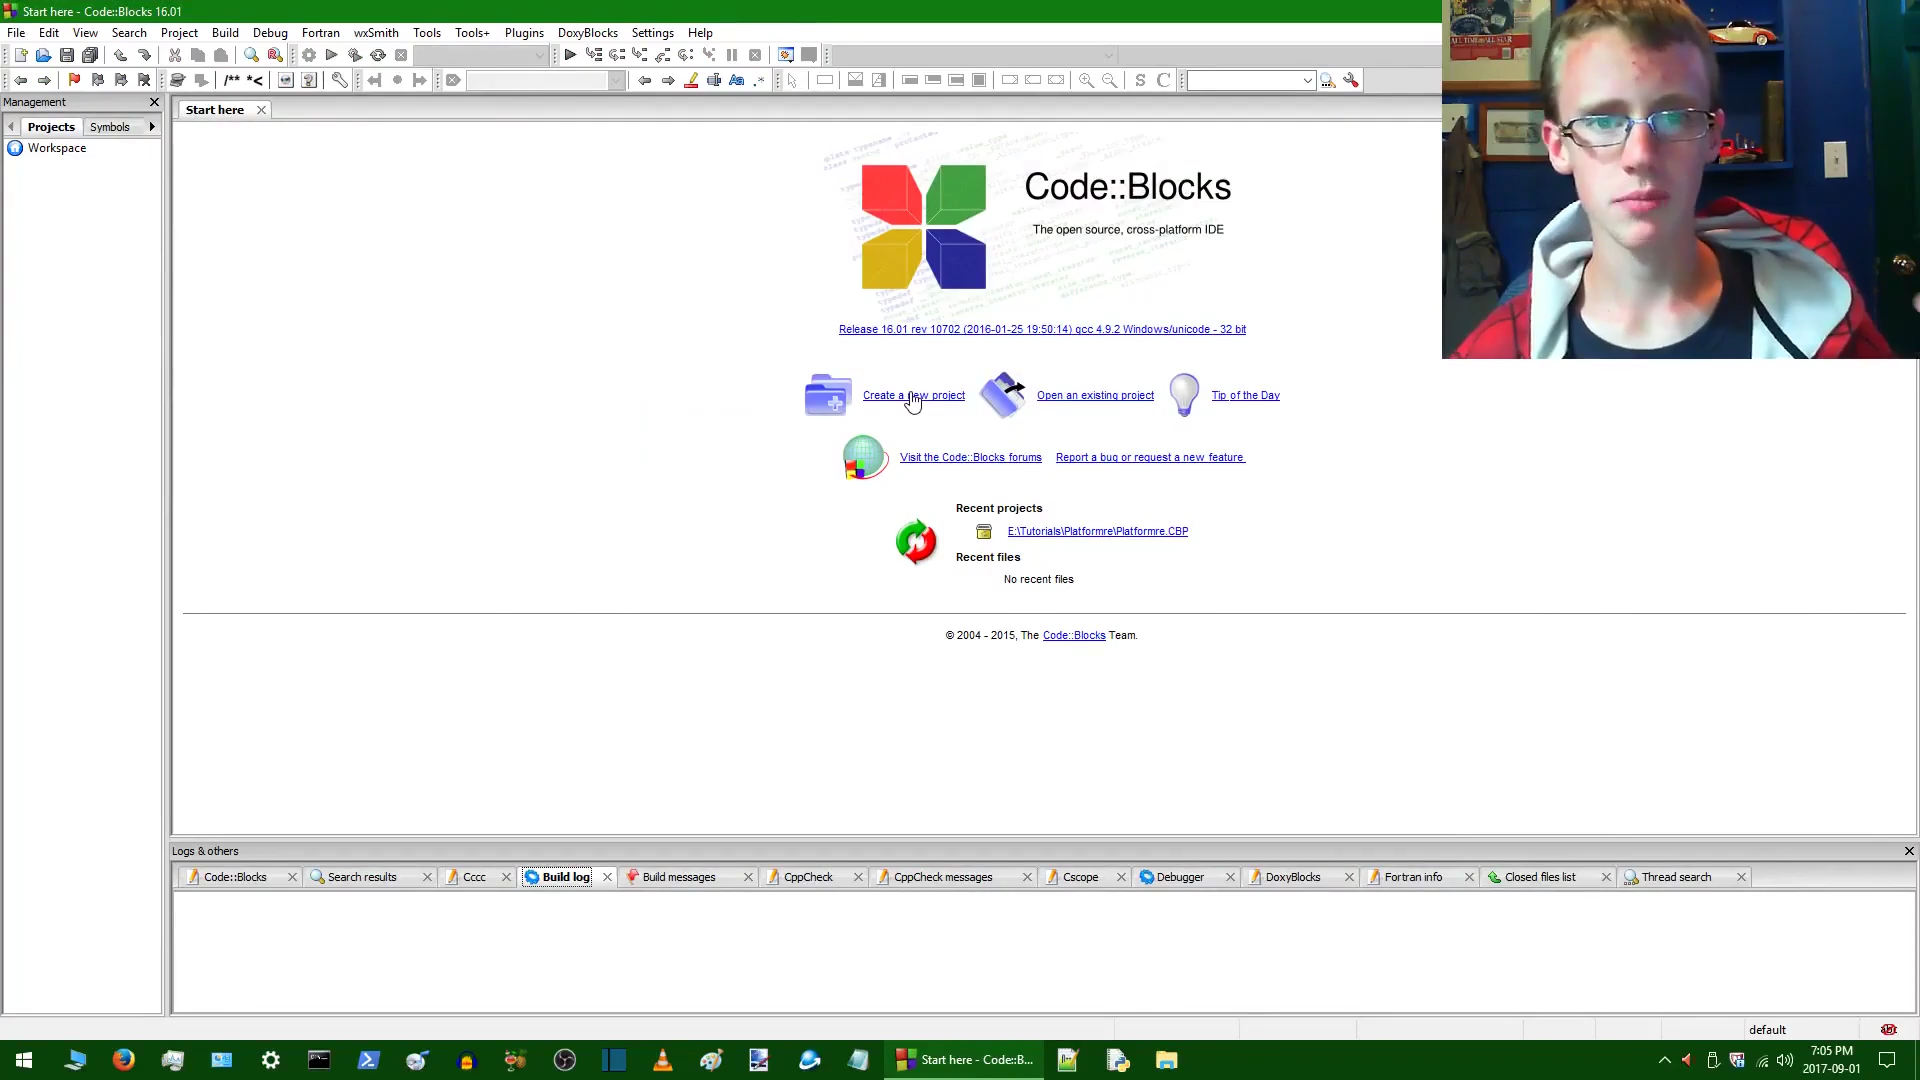 Start here - Code::Blocks 16.01
File Edit View Search Project Build Debug Fortran wxSmith Tools Tools+ Plugins DoxyBlocks Settings Help
Management
Projects Symbols
Workspace
Start here
Code::Blocks
The open source, cross-platform IDE
Release 16.01 rev 10702 (2016-01-25 19:50:14) gcc 4.9.2 Windows/unicode - 32 bit
Create a new project Open an existing project Tip of the Day
Visit the Code::Blocks forums Report a bug or request a new feature
Recent projects
E:\Tutorials\Platformre\Platformre.CBP
Recent files
No recent files
© 2004 - 2015, The Code::Blocks Team.
Logs & others
Code::Blocks Search results Cccc Build log Build messages CppCheck CppCheck messages Cscope Debugger DoxyBlocks Fortran info Closed files list Thread search
default
Start here - Code::B...
7:05 PM
2017-09-01